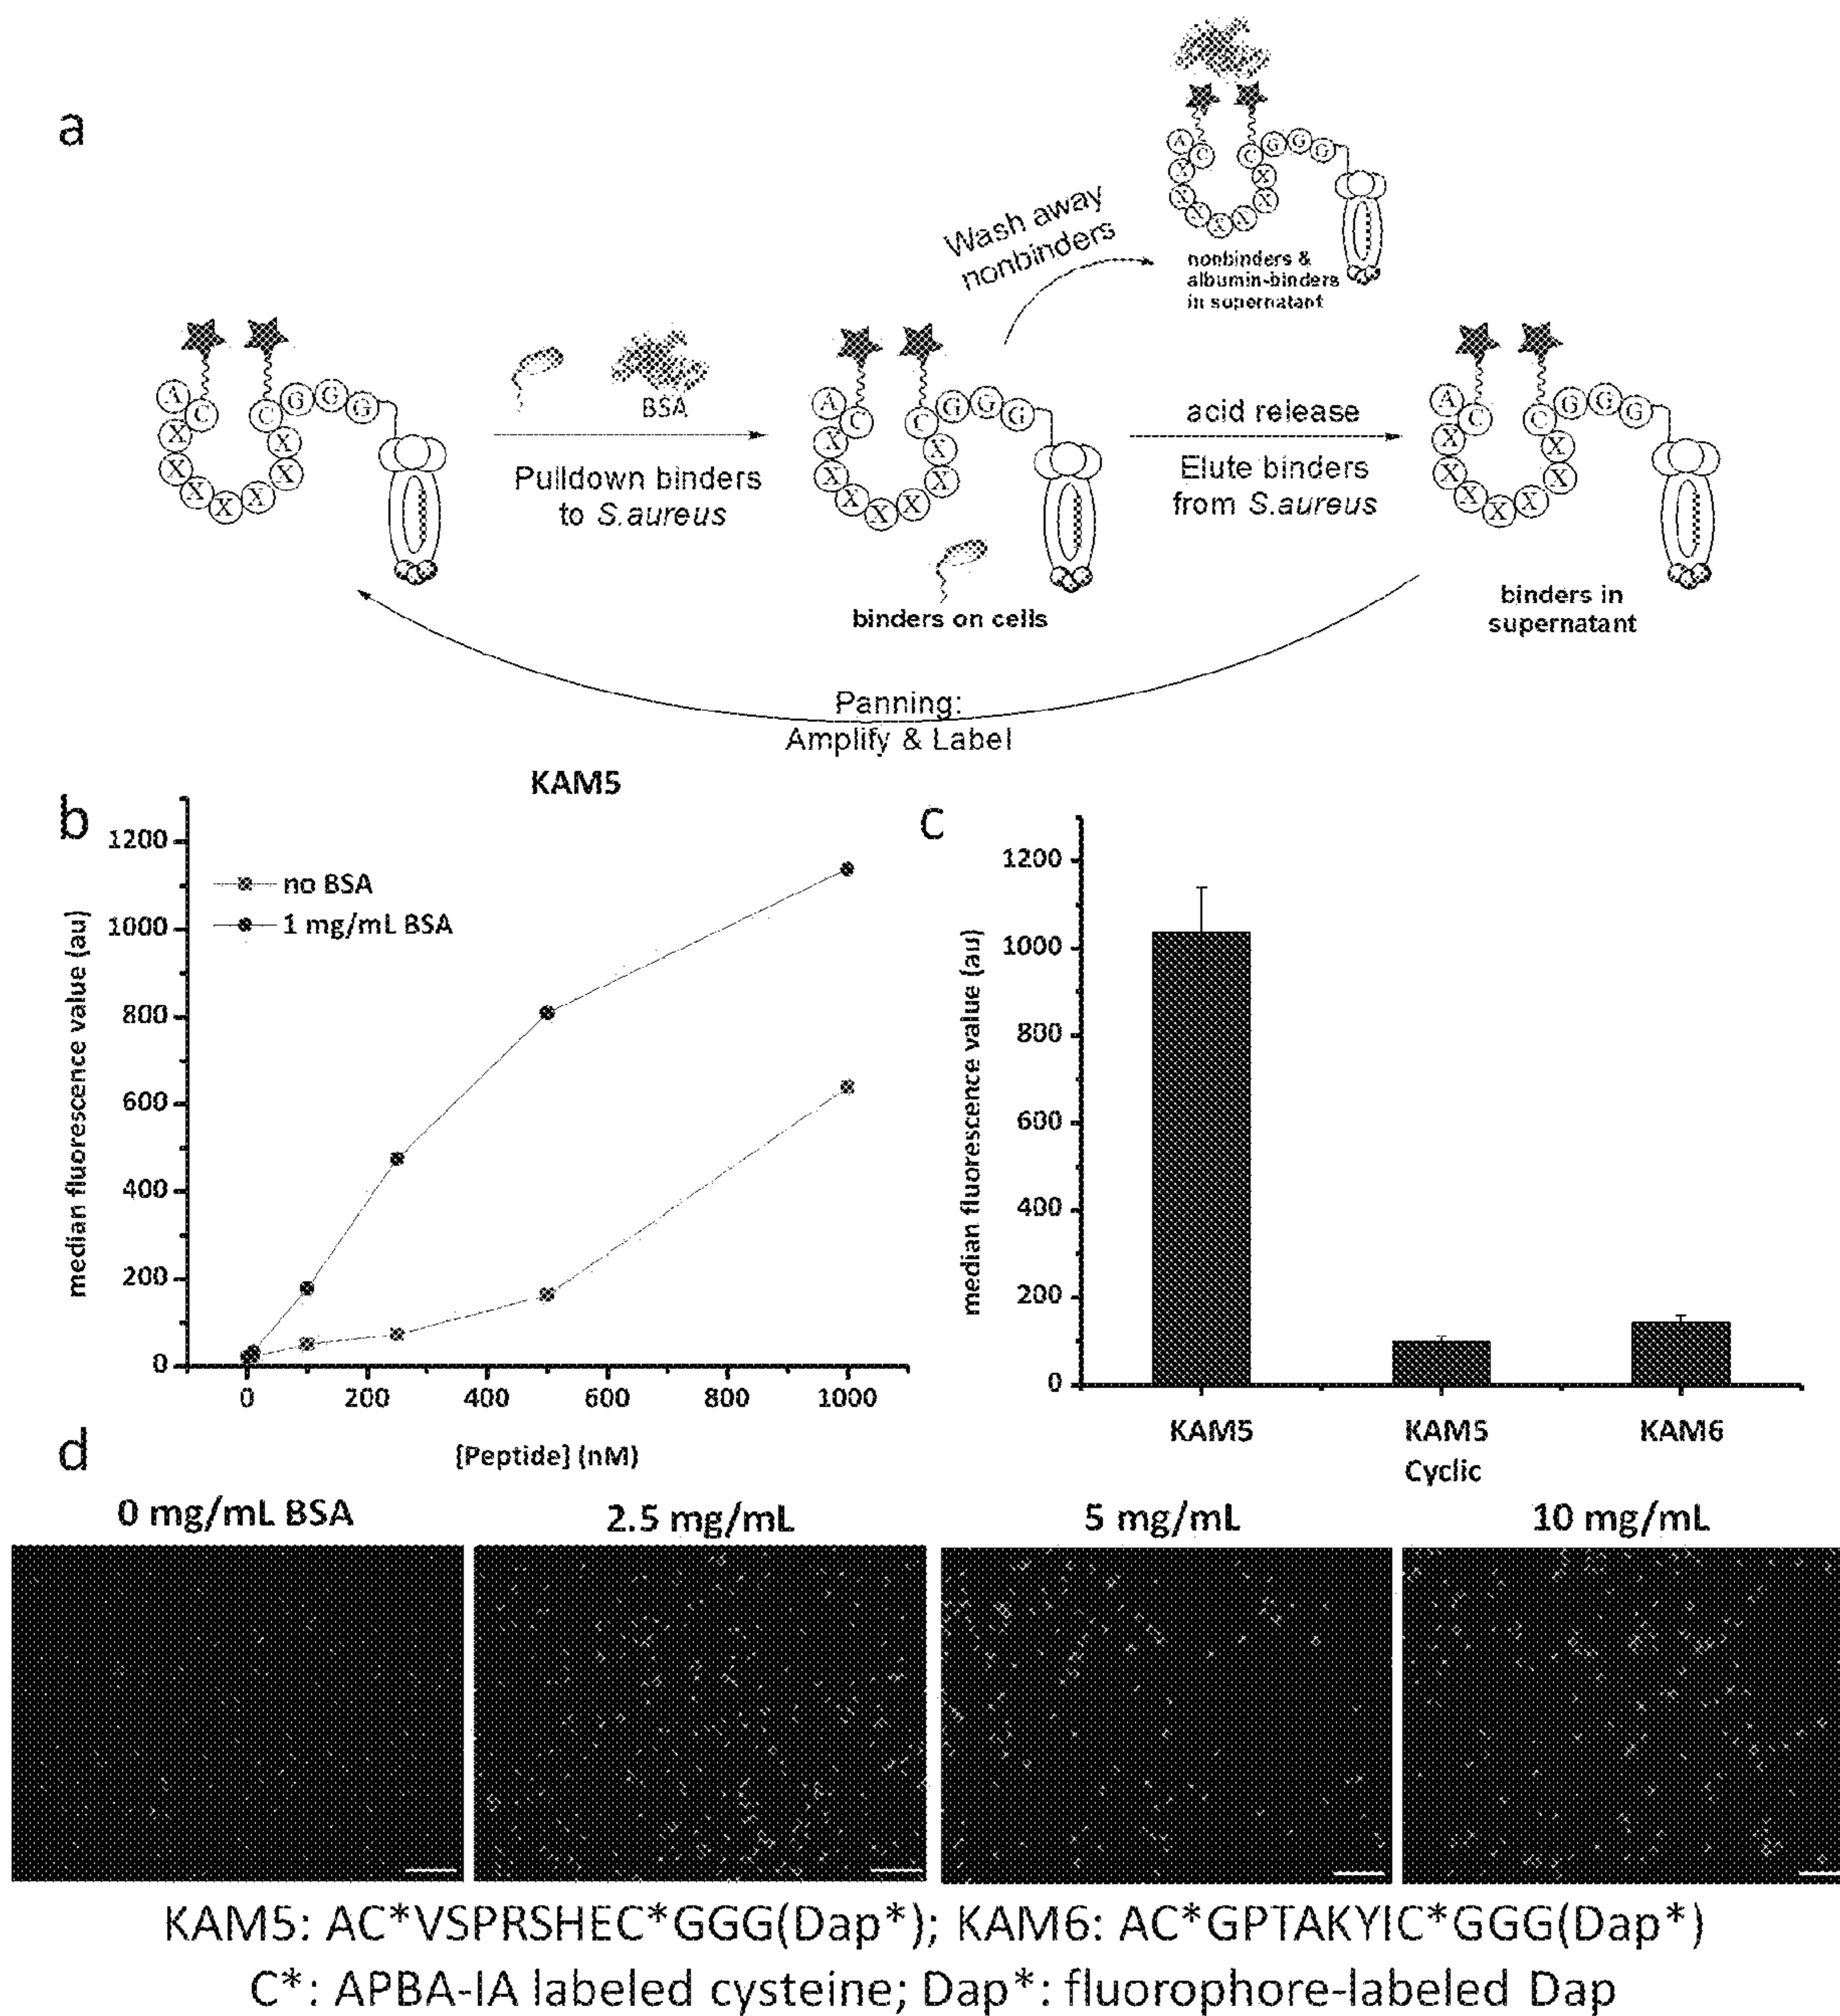 a
A C X X X X X X X C G G G
BSA
Pulldown binders
to S.aureus
A C X X X X X X X C G G G
binders on cells
Wash away
nonbinders
A C X X X X X X X C G G G
nonbinders &
albumin-binders
in supernatant
acid release
Elute binders
from S.aureus
A C X X X X X X X C G G G
binders in
supernatant
Panning:
Amplify & Label
b
KAM5
median fluorescence value (au)
1200
1000
800
600
400
200
0
no BSA
1 mg/mL BSA
0 200 400 600 800 1000
[Peptide] (nM)
c
median fluorescence value (au)
1200
1000
800
600
400
200
0
KAM5 KAM5 KAM6
Cyclic
d
0 mg/mL BSA 2.5 mg/mL 5 mg/mL 10 mg/mL
KAM5: AC*VSPRSHEC*GGG(Dap*); KAM6: AC*GPTAKYIC*GGG(Dap*)
C*: APBA-IA labeled cysteine; Dap*: fluorophore-labeled Dap